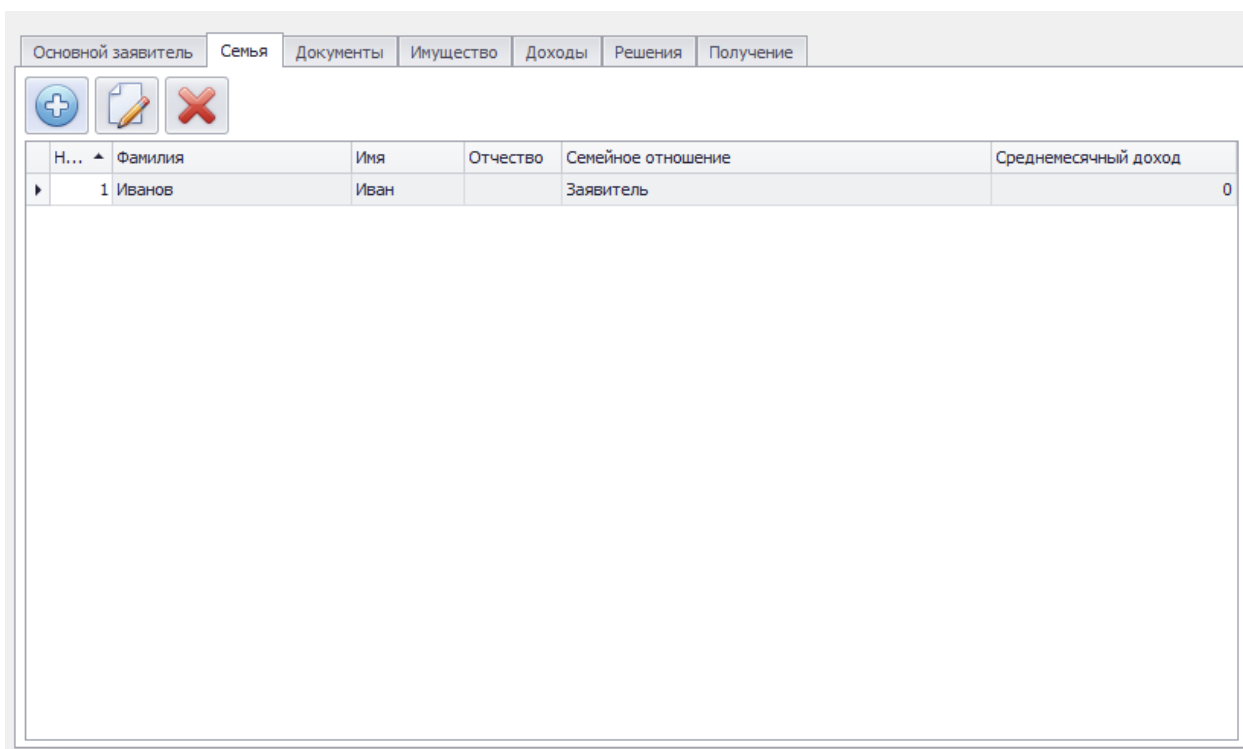 Основной заявитель Семья Документы Имущество Доходы Решения Получение
Н... Фамилия Имя Отчество Семейное отношение Среднемесячный доход
1 Иванов Иван Заявитель 0